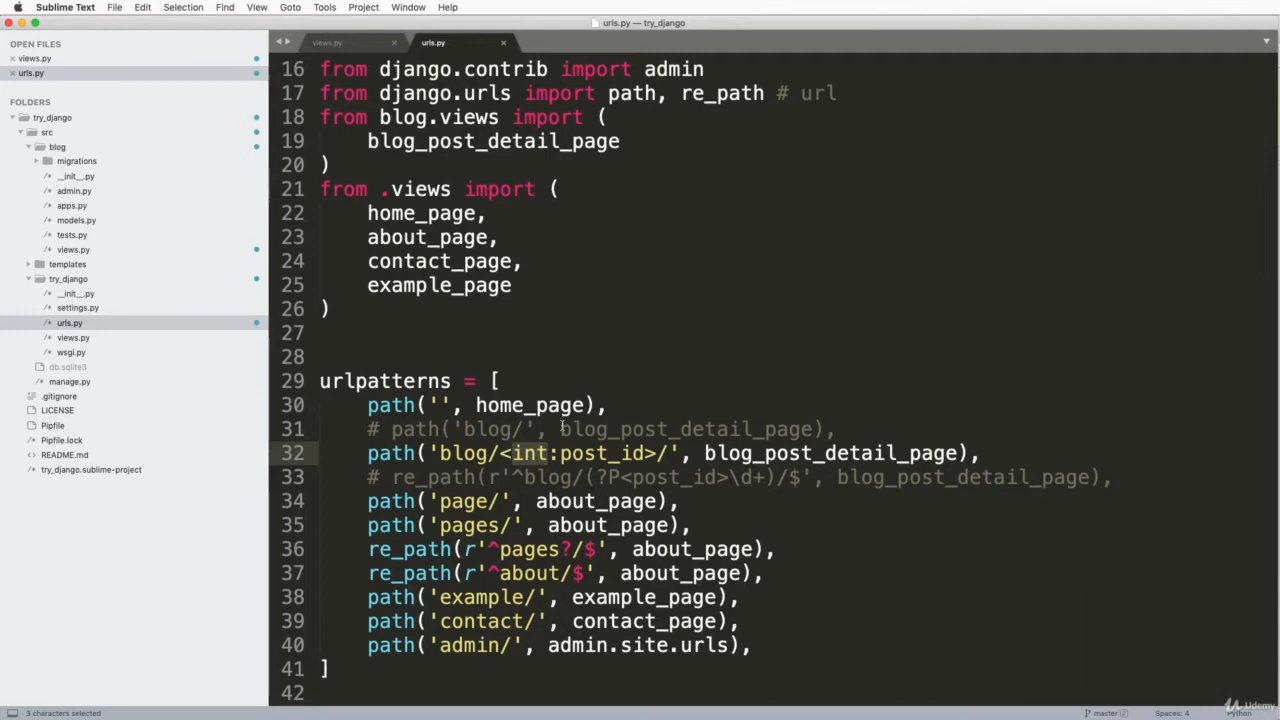 Sublime Text File Edit Selection Find View Goto Tools Project Window Help
urls.py — try_django
OPEN FILES
views.py
urls.py
FOLDERS
try_django
src
blog
migrations
/* __init__.py
/* admin.py
/* apps.py
/* models.py
/* tests.py
/* views.py
templates
try_django
/* __init__.py
/* settings.py
/* urls.py
/* views.py
/* wsgi.py
db.sqlite3
/* manage.py
.gitignore
LICENSE
Pipfile
/* Pipfile.lock
README.md
/* try_django.sublime-project
views.py × urls.py ×
16 from django.contrib import admin
17 from django.urls import path, re_path # url
18 from blog.views import (
19 blog_post_detail_page
20 )
21 from .views import (
22 home_page,
23 about_page,
24 contact_page,
25 example_page
26 )
27
28
29 urlpatterns = [
30 path('', home_page),
31 # path('blog/', blog_post_detail_page),
32 path('blog/<int:post_id>/', blog_post_detail_page),
33 # re_path(r'^blog/(?P<post_id>\d+)/$', blog_post_detail_page),
34 path('page/', about_page),
35 path('pages/', about_page),
36 re_path(r'^pages?/$', about_page),
37 re_path(r'^about/$', about_page),
38 path('example/', example_page),
39 path('contact/', contact_page),
40 path('admin/', admin.site.urls),
41 ]
42
3 characters selected
master
Spaces: 4
Python
Udemy